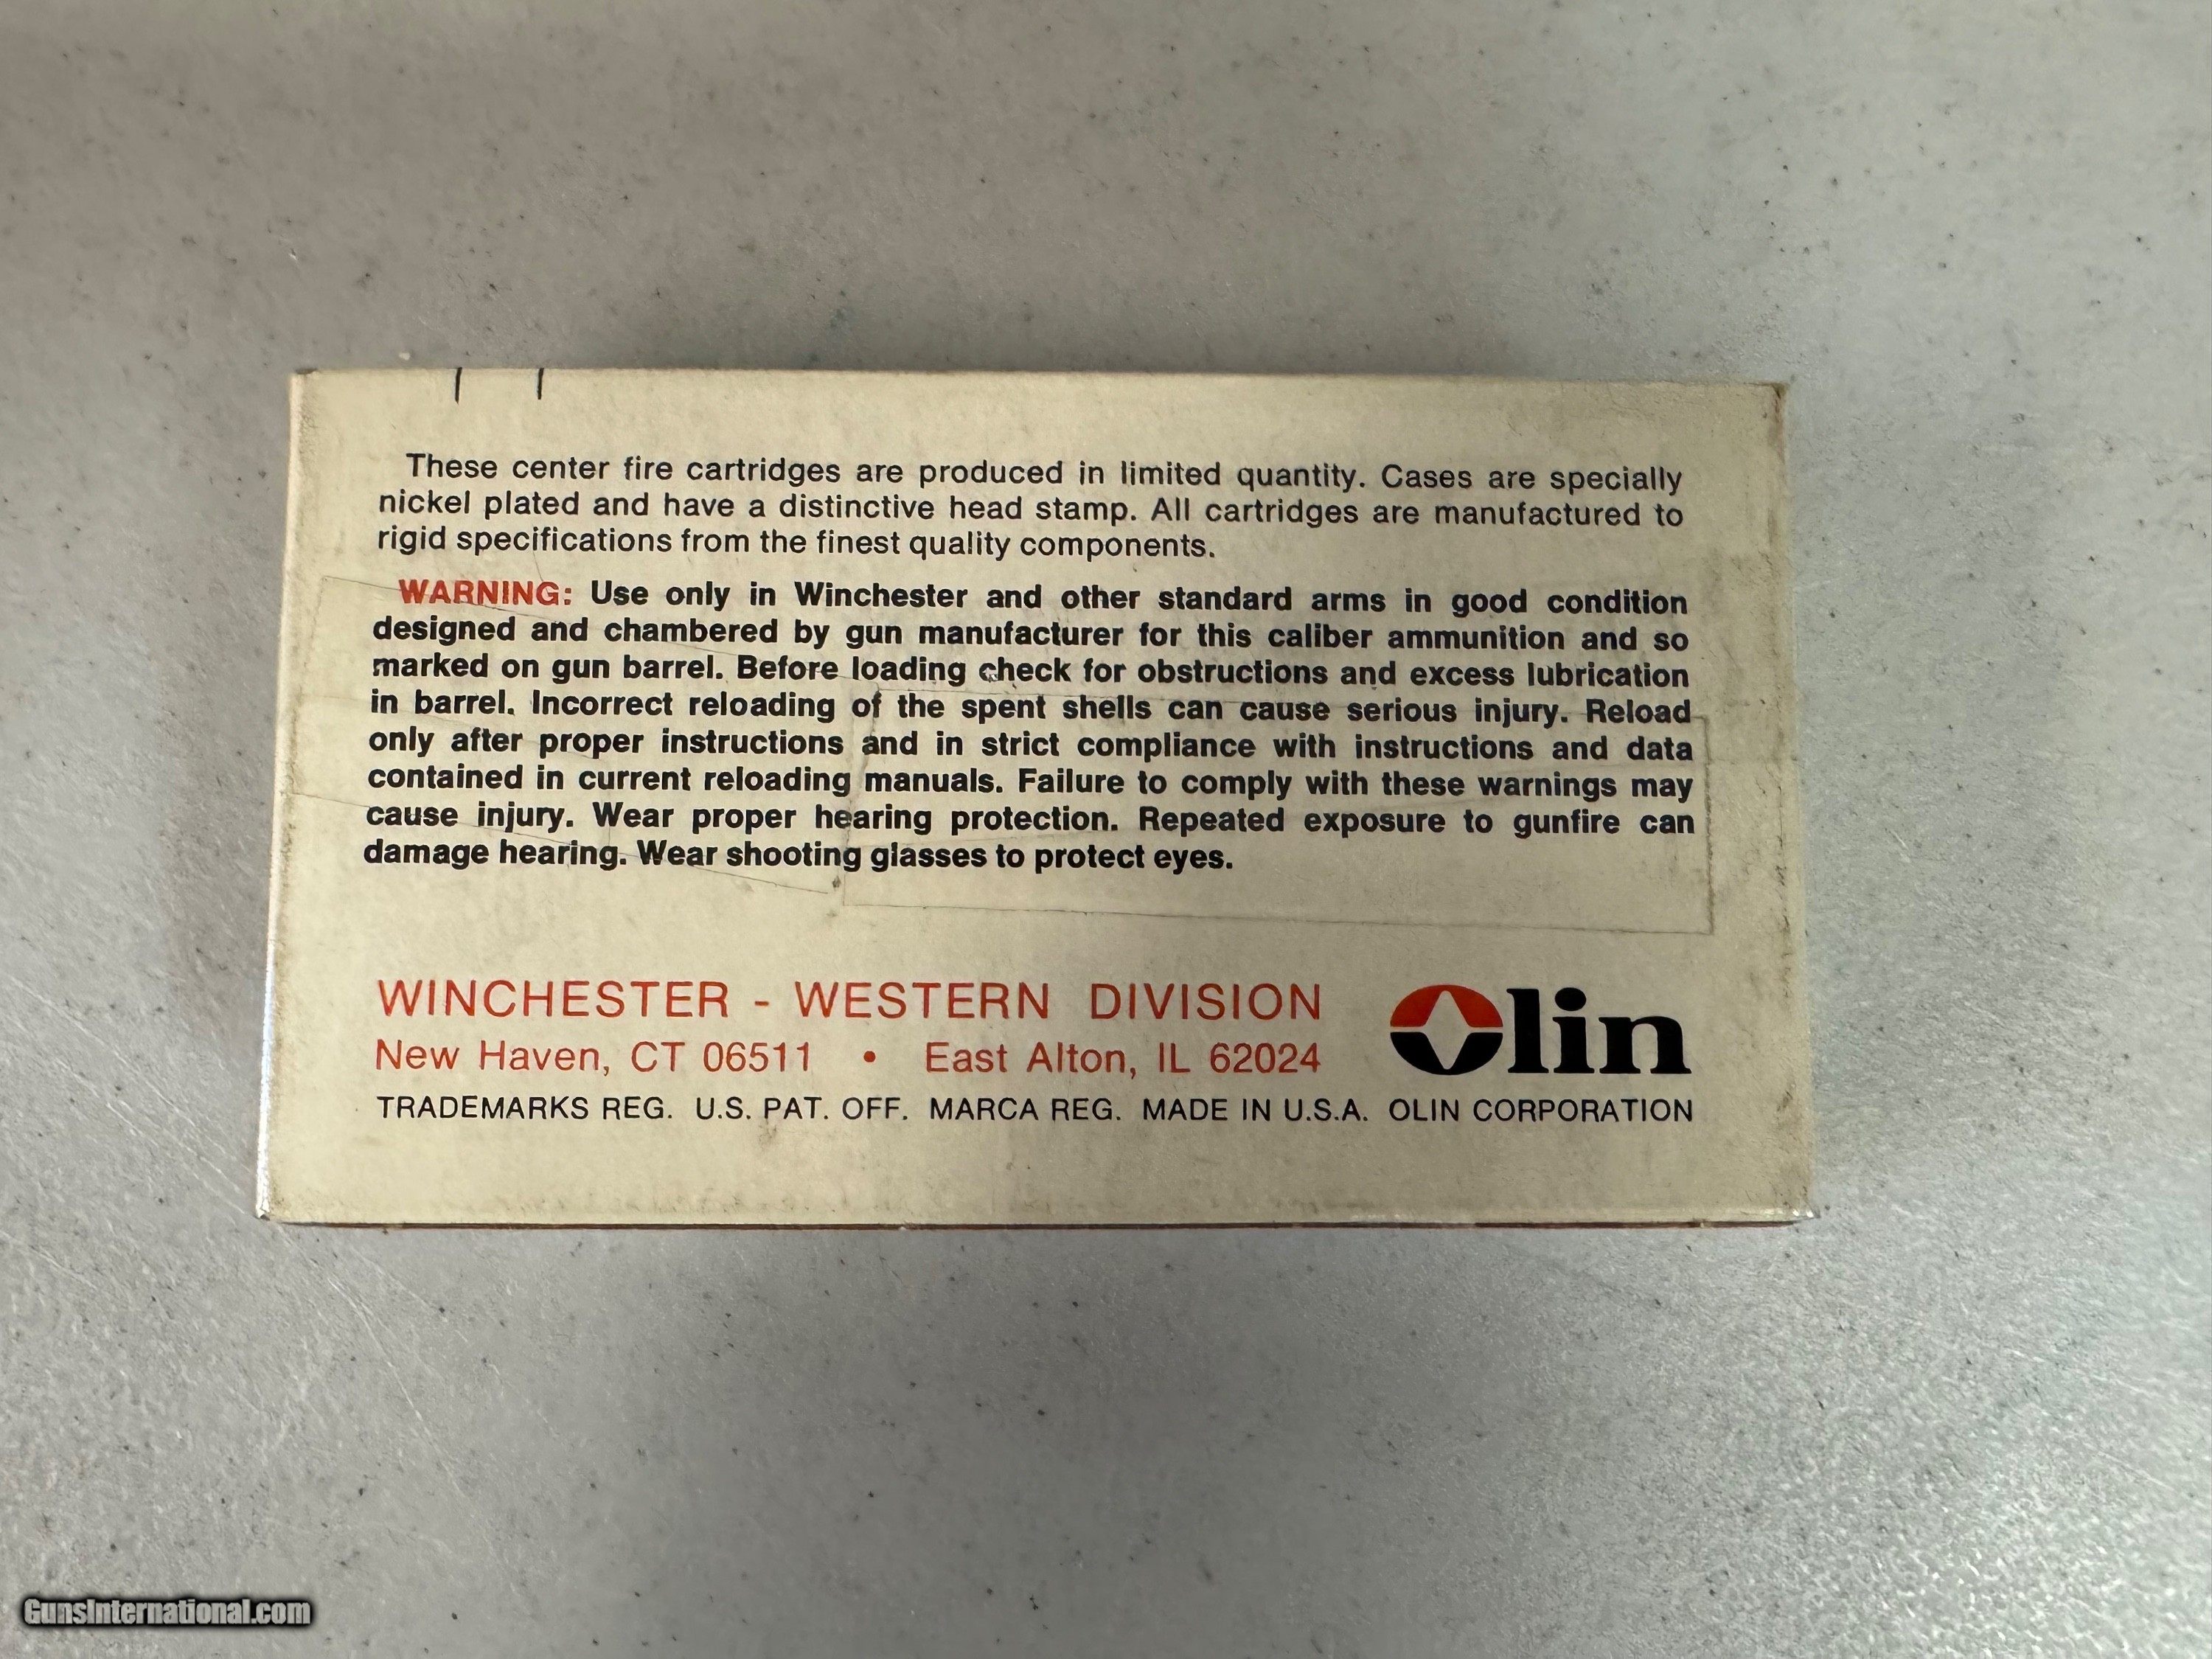 These center fire cartridges are produced in limited quantity. Cases are specially
nickel plated and have a distinctive head stamp. All cartridges are manufactured to
rigid specifications from the finest quality components.
WARNING: Use only in Winchester and other standard arms in good condition
designed and chambered by gun manufacturer for this caliber ammunition and so
marked on gun barrel. Before loading check for obstructions and excess lubrication
in barrel. Incorrect reloading of the spent shells can cause serious injury. Reload
only after proper instructions and in strict compliance with instructions and data
contained in current reloading manuals. Failure to comply with these warnings may
cause injury. Wear proper hearing protection. Repeated exposure to gunfire can
damage hearing. Wear shooting glasses to protect eyes.
WINCHESTER - WESTERN DIVISION
New Haven, CT 06511 • East Alton, IL 62024
Olin
TRADEMARKS REG. U.S. PAT. OFF. MARCA REG. MADE IN U.S.A. OLIN CORPORATION
GunsInternational.com